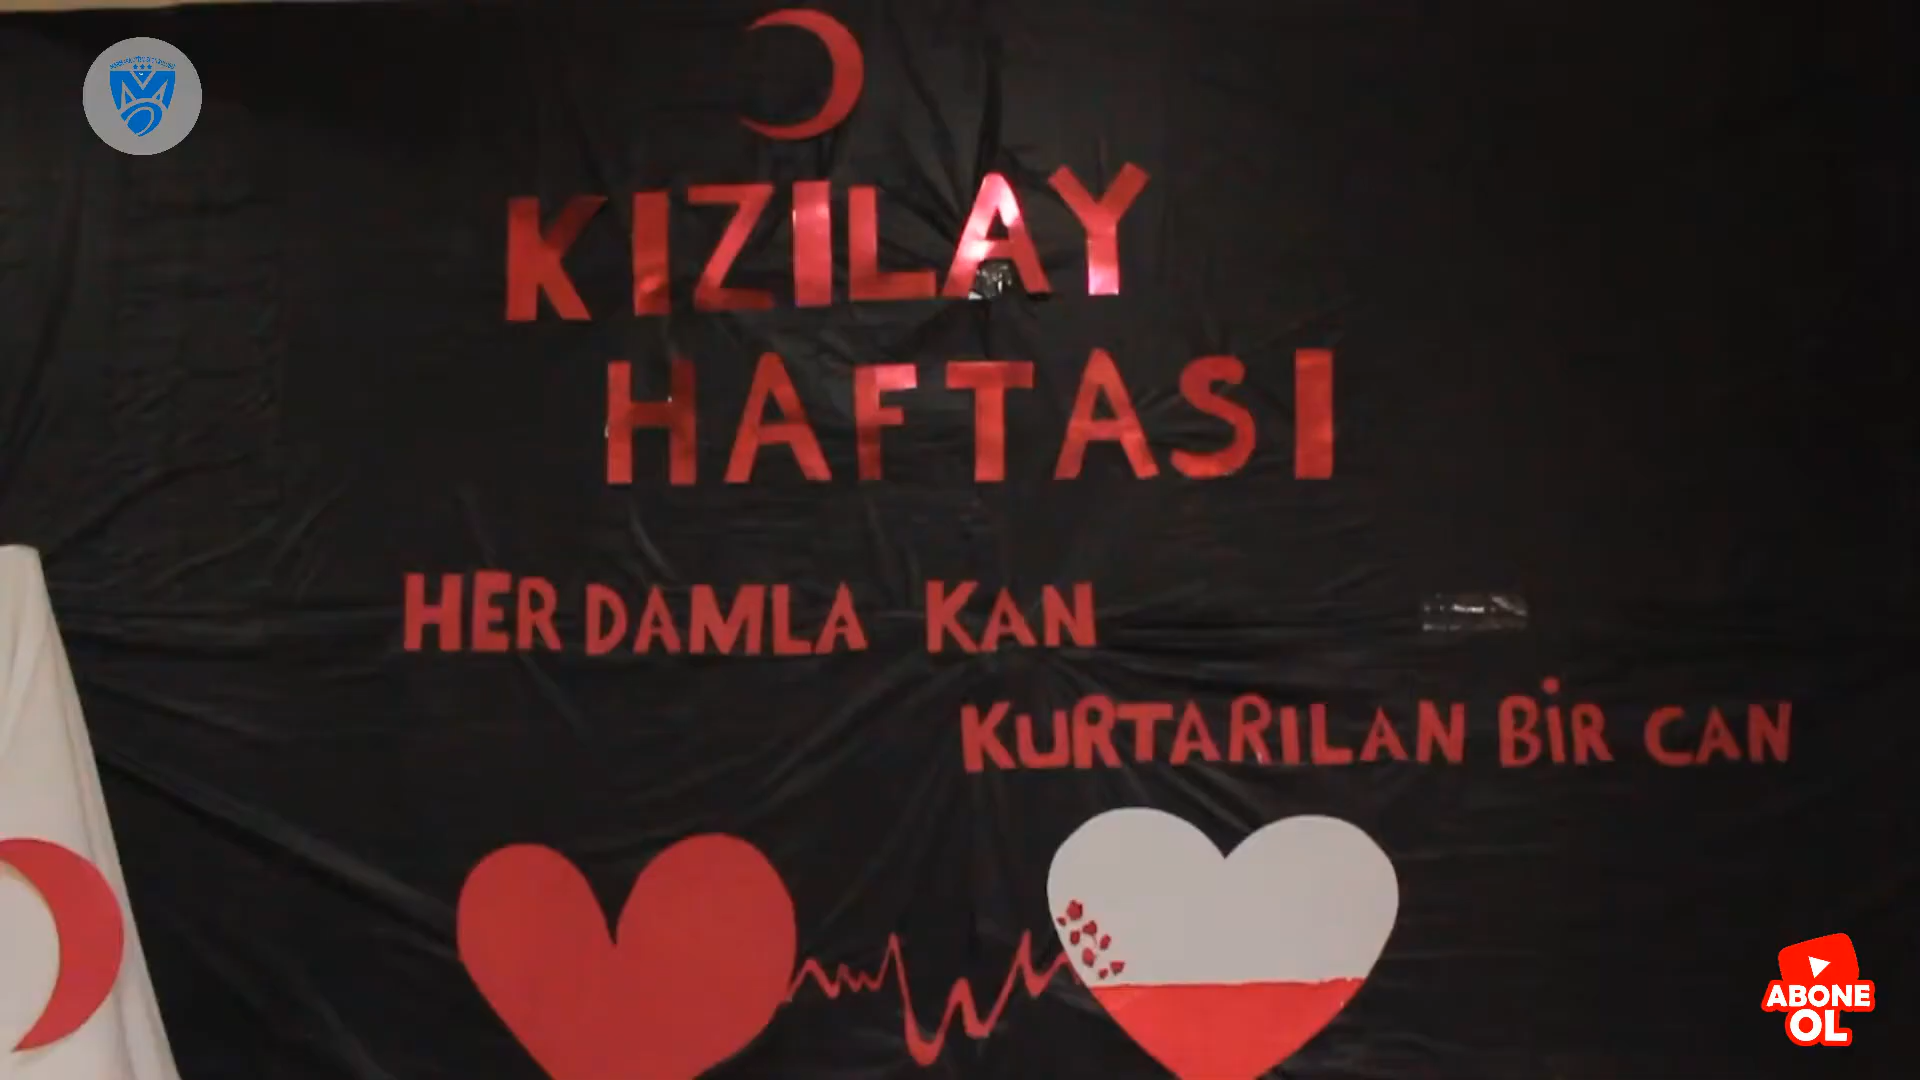 KIZILAY
HAFTASI
HER DAMLA KAN
KURTARILAN BİR CAN
ABONE
OL